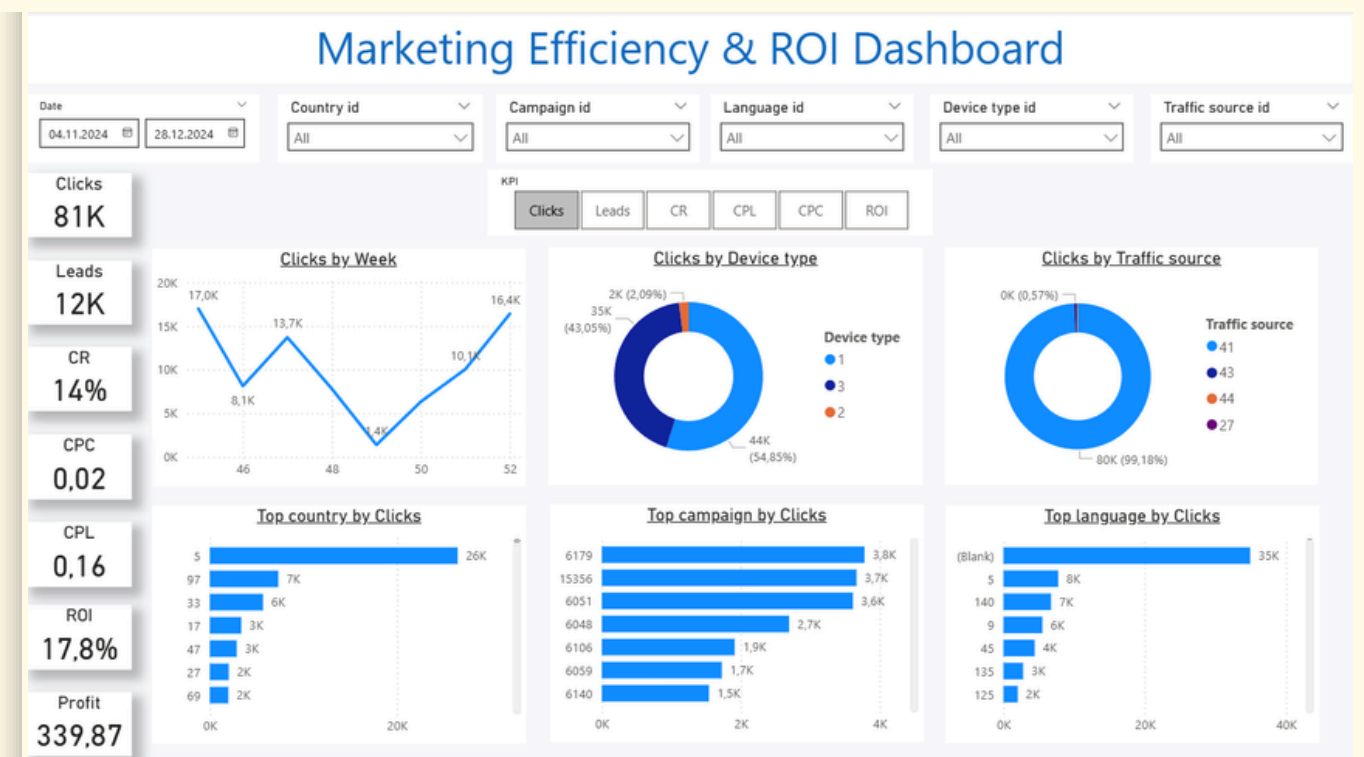 Marketing Efficiency & ROI Dashboard
Date
04.11.2024
28.12.2024
Country id
All
Campaign id
All
Language id
All
Device type id
All
Traffic source id
All
Clicks
81K
Leads
12K
CR
14%
CPC
0,02
CPL
0,16
ROI
17,8%
Profit
339,87
KPI
Clicks Leads CR CPL CPC ROI
Clicks by Week
20K
15K
10K
5K
0K
17,0K
8,1K
13,7K
1,4K
10,1K
16,4K
46 48 50 52
Clicks by Device type
2K (2,09%)
35K
(43,05%)
44K
(54,85%)
Device type
1
3
2
Clicks by Traffic source
0K (0,57%)
80K (99,18%)
Traffic source
41
43
44
27
Top country by Clicks
5 26K
97 7K
33 6K
17 3K
47 3K
27 2K
69 2K
0K 20K
Top campaign by Clicks
6179 3,8K
15356 3,7K
6051 3,6K
6048 2,7K
6106 1,9K
6059 1,7K
6140 1,5K
0K 2K 4K
Top language by Clicks
(Blank) 35K
5 8K
140 7K
9 6K
45 4K
135 3K
125 2K
0K 20K 40K